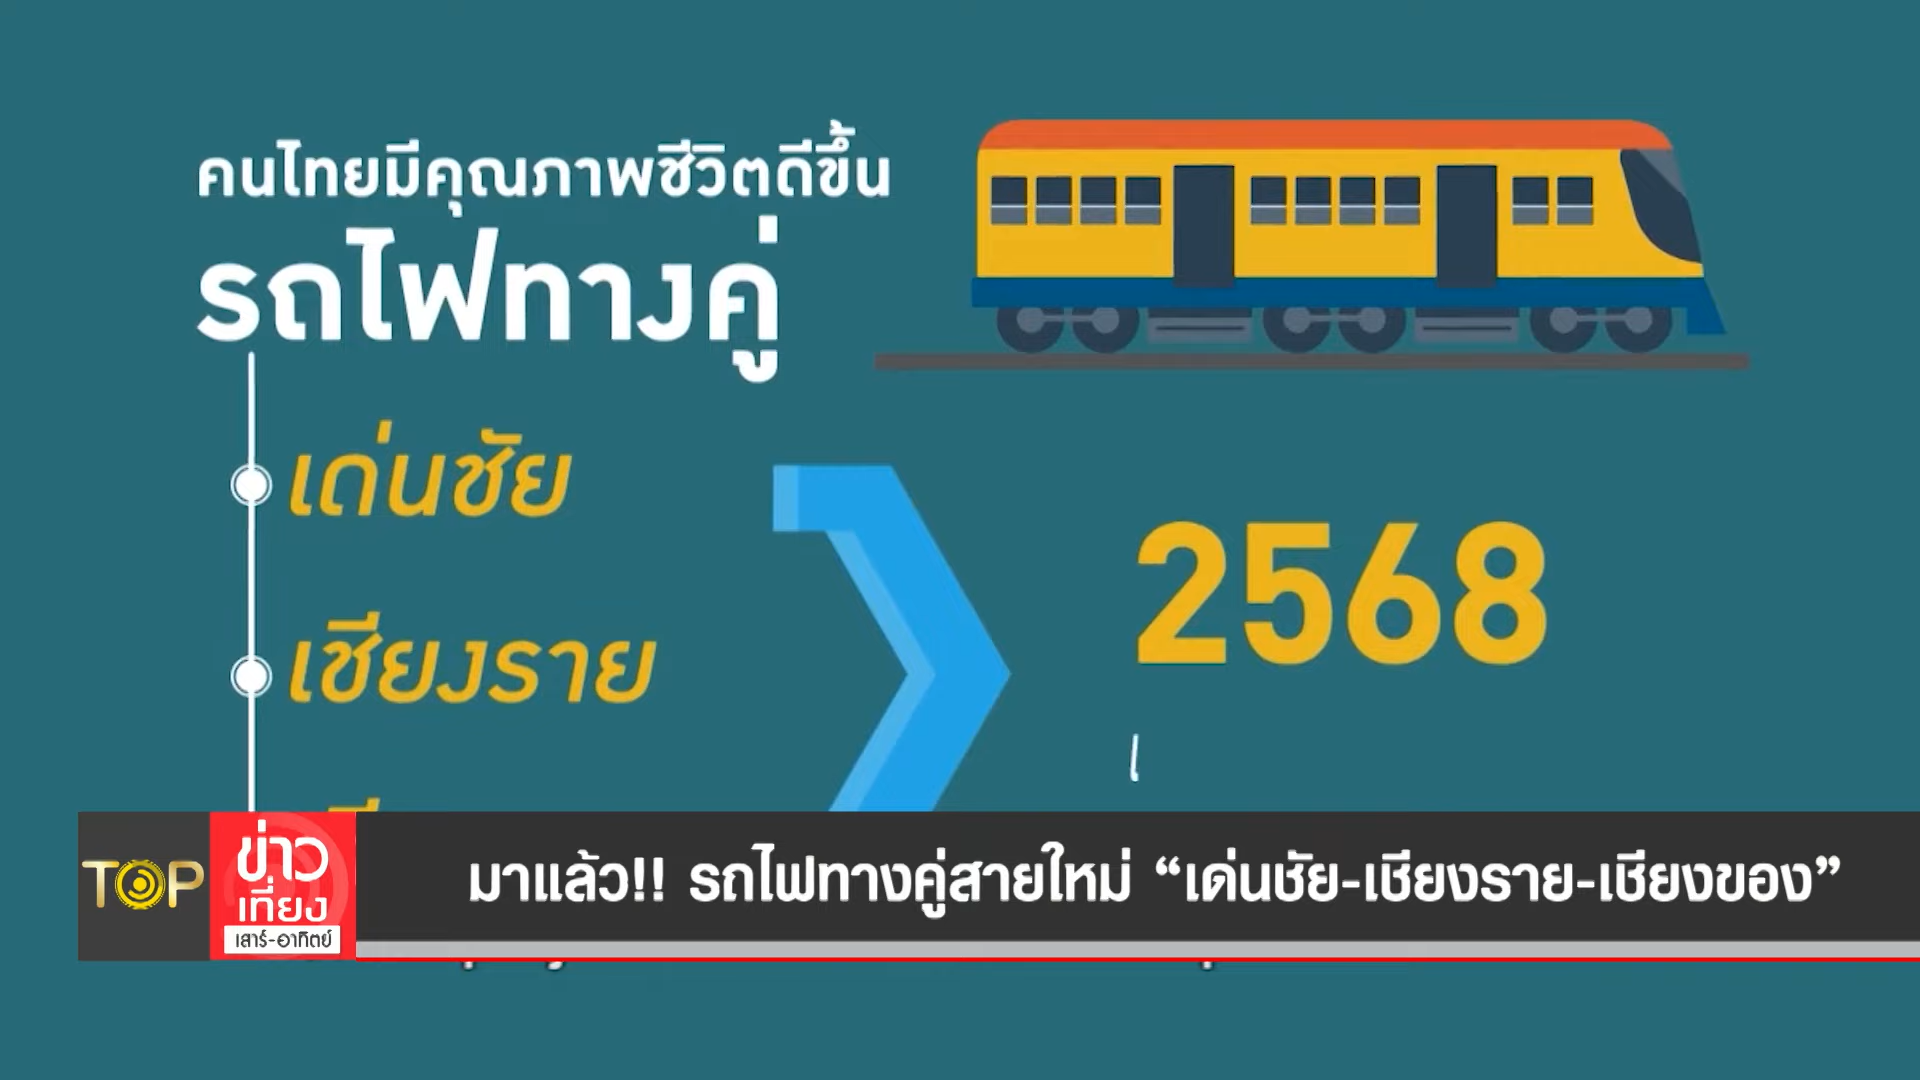 คนไทยมีคุณภาพชีวิตดีขึ้น
รถไฟทางคู่
เด่นชัย
เชียงราย
2568
TOP
ข่าว
เที่ยง
เสาร์-อาทิตย์
มาแล้ว!! รถไฟทางคู่สายใหม่ “เด่นชัย-เชียงราย-เชียงของ”